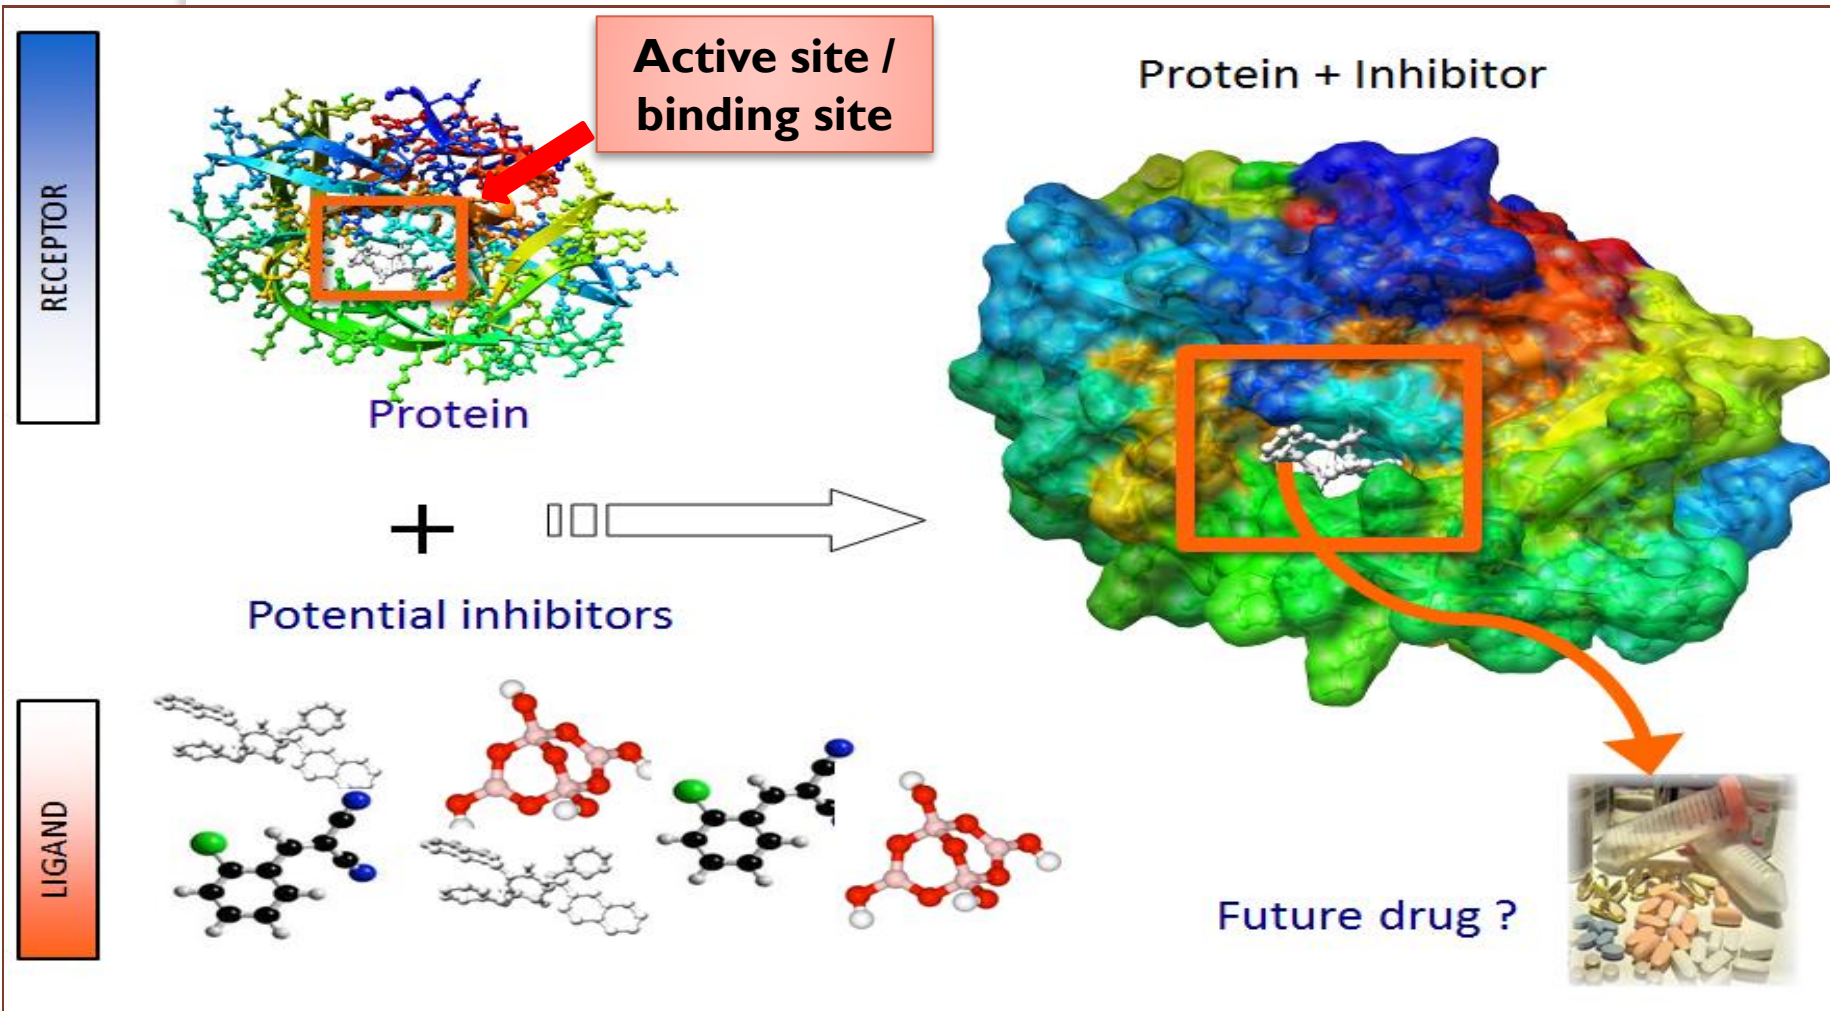 RECEPTOR
Active site /
binding site
Protein + Inhibitor
Protein
+
Potential inhibitors
LIGAND
Future drug ?